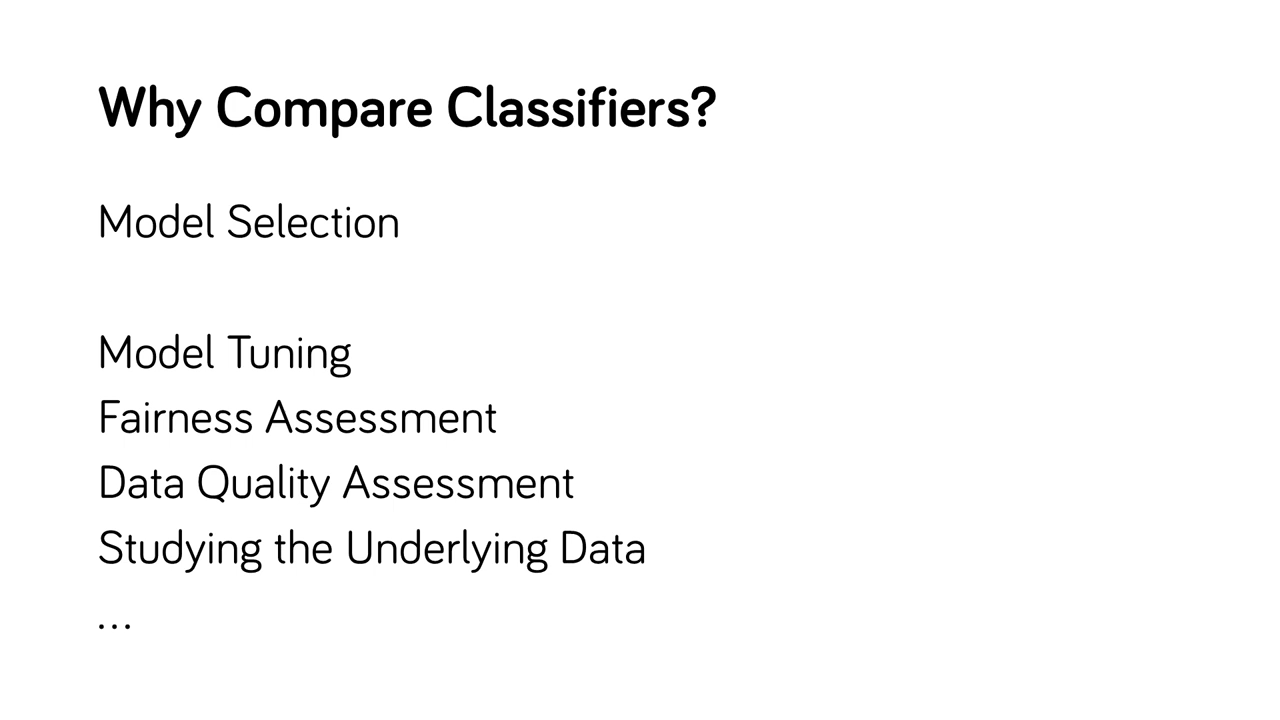 Why Compare Classifiers?
Model Selection
Model Tuning
Fairness Assessment
Data Quality Assessment
Studying the Underlying Data
...